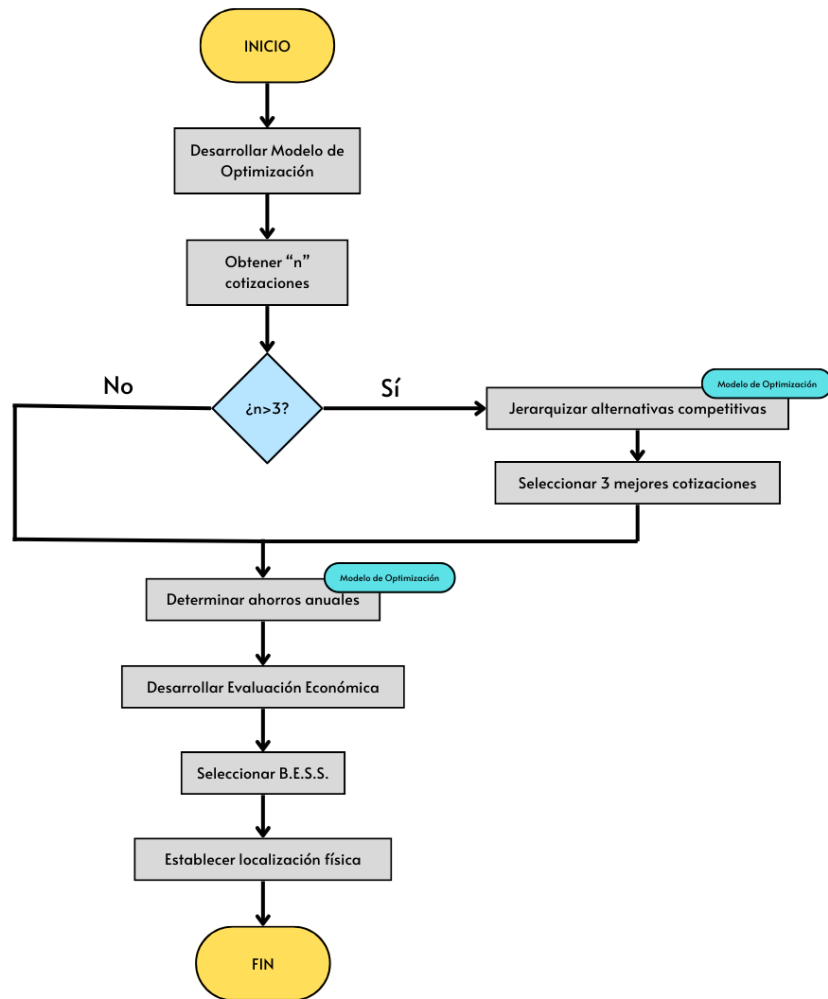 INICIO
Desarrollar Modelo de
Optimización
Obtener “n”
cotizaciones
No
¿n>3?
Sí
Modelo de Optimización
Jerarquizar alternativas competitivas
Seleccionar 3 mejores cotizaciones
Modelo de Optimización
Determinar ahorros anuales
Desarrollar Evaluación Económica
Seleccionar B.E.S.S.
Establecer localización física
FIN